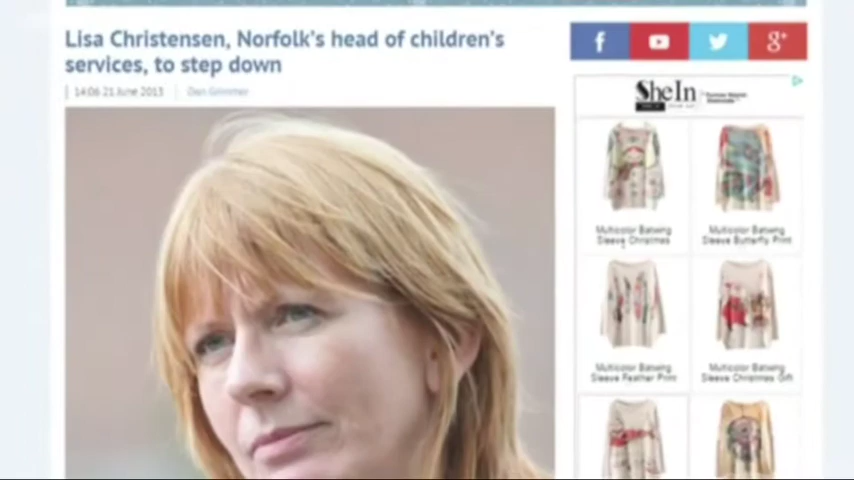 Lisa Christensen, Norfolk's head of children's
services, to step down
14:06 21 June 2013
Dan Grimmer
f
g+
SheIn
Multicolor Batwing
Sleeve Christmas
Multicolor Batwing
Sleeve Butterfly Print
Multicolor Batwing
Sleeve Feather Print
Multicolor Batwing
Sleeve Christmas Gift